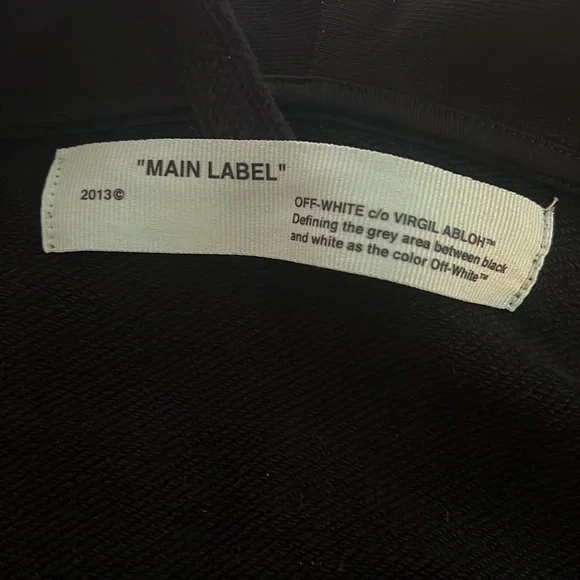 "MAIN LABEL"
2013©
OFF-WHITE c/o VIRGIL ABLOH™
Defining the grey area between black
and white as the color Off-White™